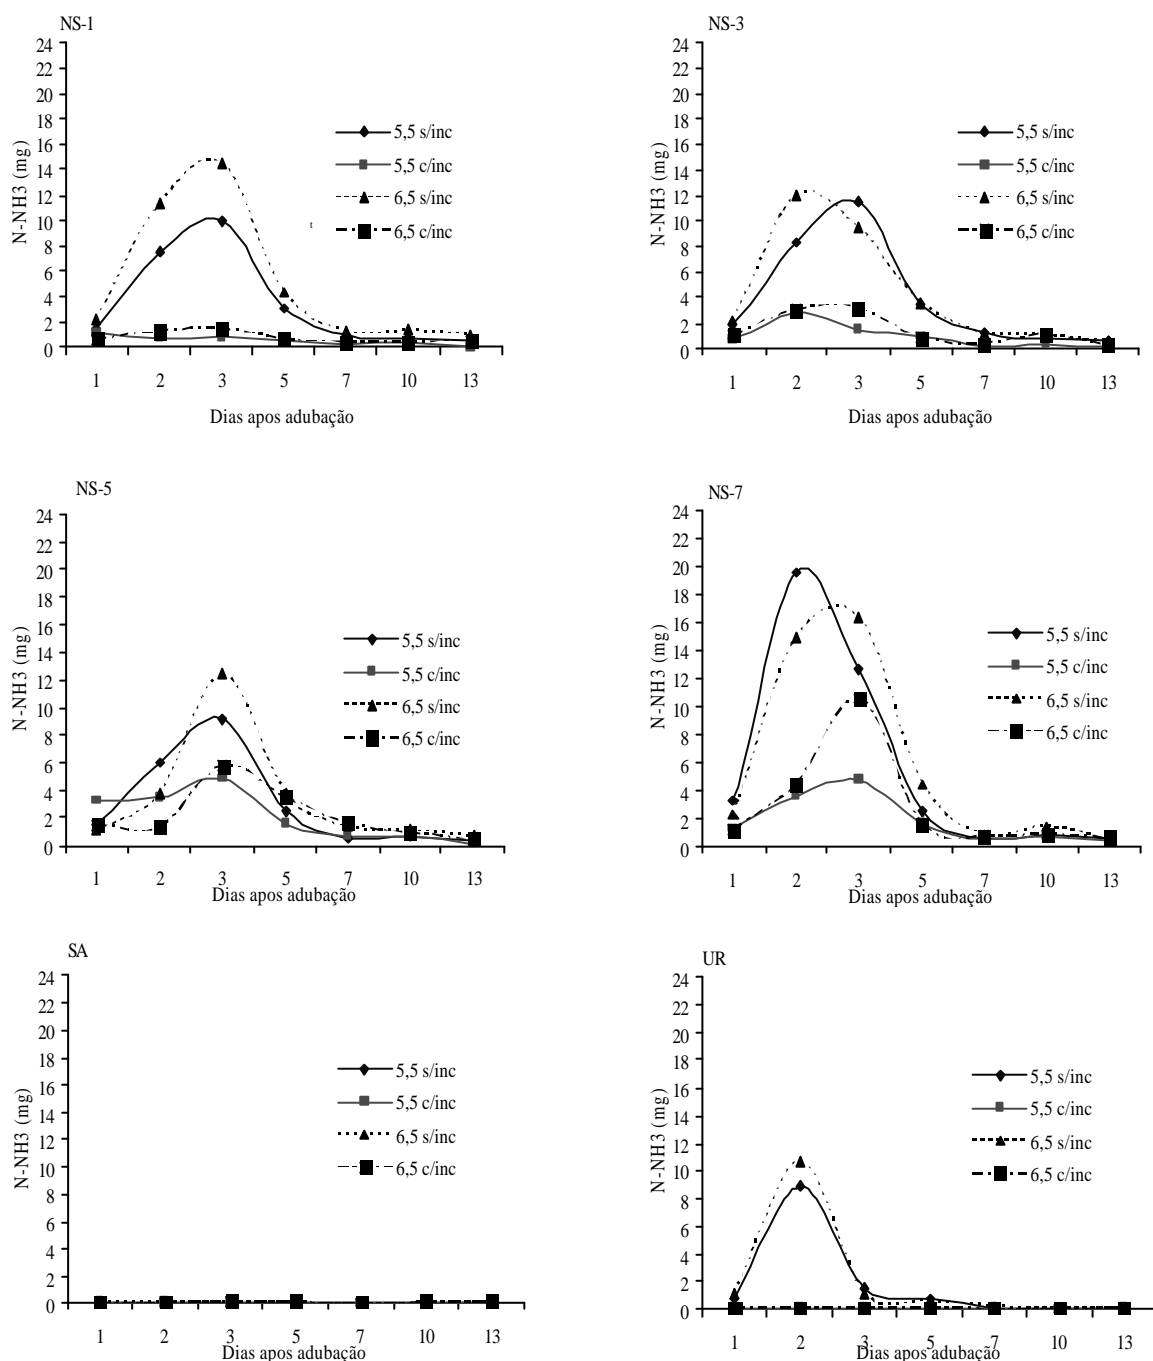 NS-1
24
22
20
18
16
14
12
10
8
6
4
2
0
N-NH3 (mg)
5,5 s/inc
5,5 c/inc
6,5 s/inc
6,5 c/inc
t
1 2 3 5 7 10 13
Dias apos adubação
NS-3
24
22
20
18
16
14
12
10
8
6
4
2
0
N-NH3 (mg)
5,5 s/inc
5,5 c/inc
6,5 s/inc
6,5 c/inc
1 2 3 5 7 10 13
Dias apos adubação
NS-5
24
22
20
18
16
14
12
10
8
6
4
2
0
N-NH3 (mg)
5,5 s/inc
5,5 c/inc
6,5 s/inc
6,5 c/inc
1 2 3 5 7 10 13
Dias apos adubação
NS-7
24
22
20
18
16
14
12
10
8
6
4
2
0
N-NH3 (mg)
5,5 s/inc
5,5 c/inc
6,5 s/inc
6,5 c/inc
1 2 3 5 7 10 13
Dias apos adubação
SA
24
22
20
18
16
14
12
10
8
6
4
2
0
N-NH3 (mg)
5,5 s/inc
5,5 c/inc
6,5 s/inc
6,5 c/inc
1 2 3 5 7 10 13
Dias apos adubação
UR
24
22
20
18
16
14
12
10
8
6
4
2
0
N-NH3 (mg)
5,5 s/inc
5,5 c/inc
6,5 s/inc
6,5 c/inc
1 2 3 5 7 10 13
Dias apos adubação